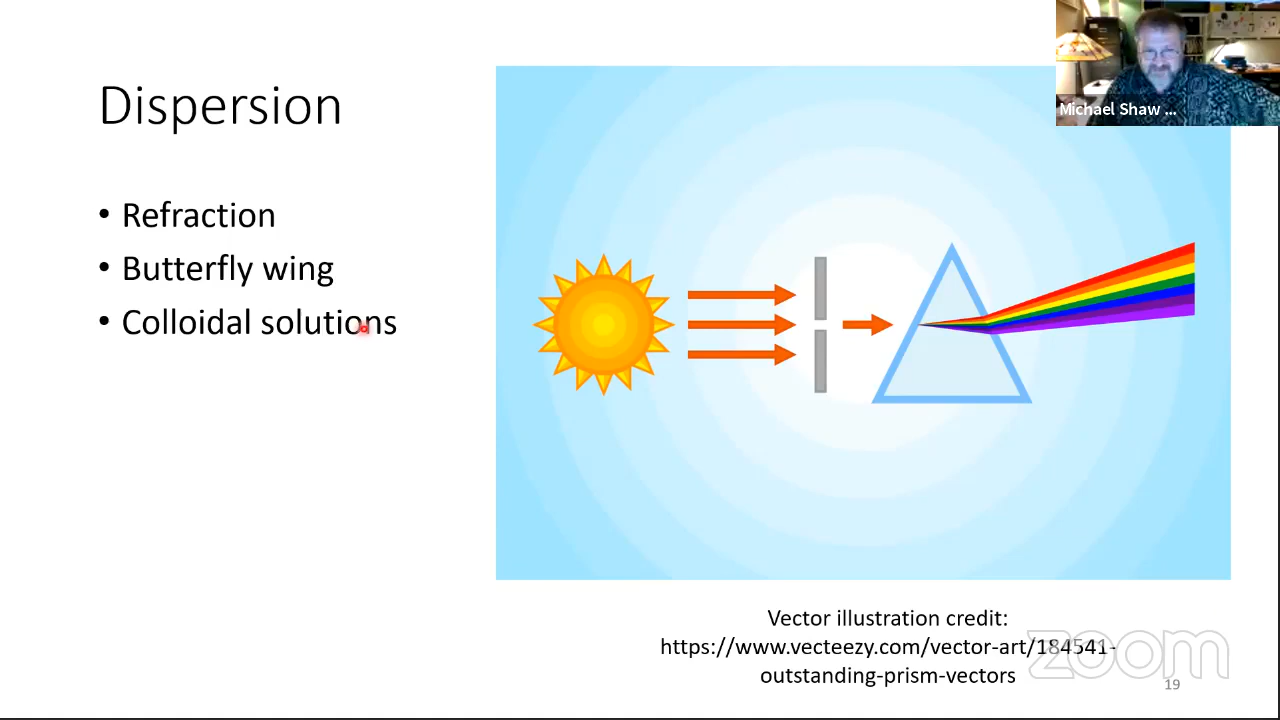 Dispersion
• Refraction
• Butterfly wing
• Colloidal solutions
Michael Shaw ...
Vector illustration credit:
https://www.vecteezy.com/vector-art/184541-
outstanding-prism-vectors
zoom
19